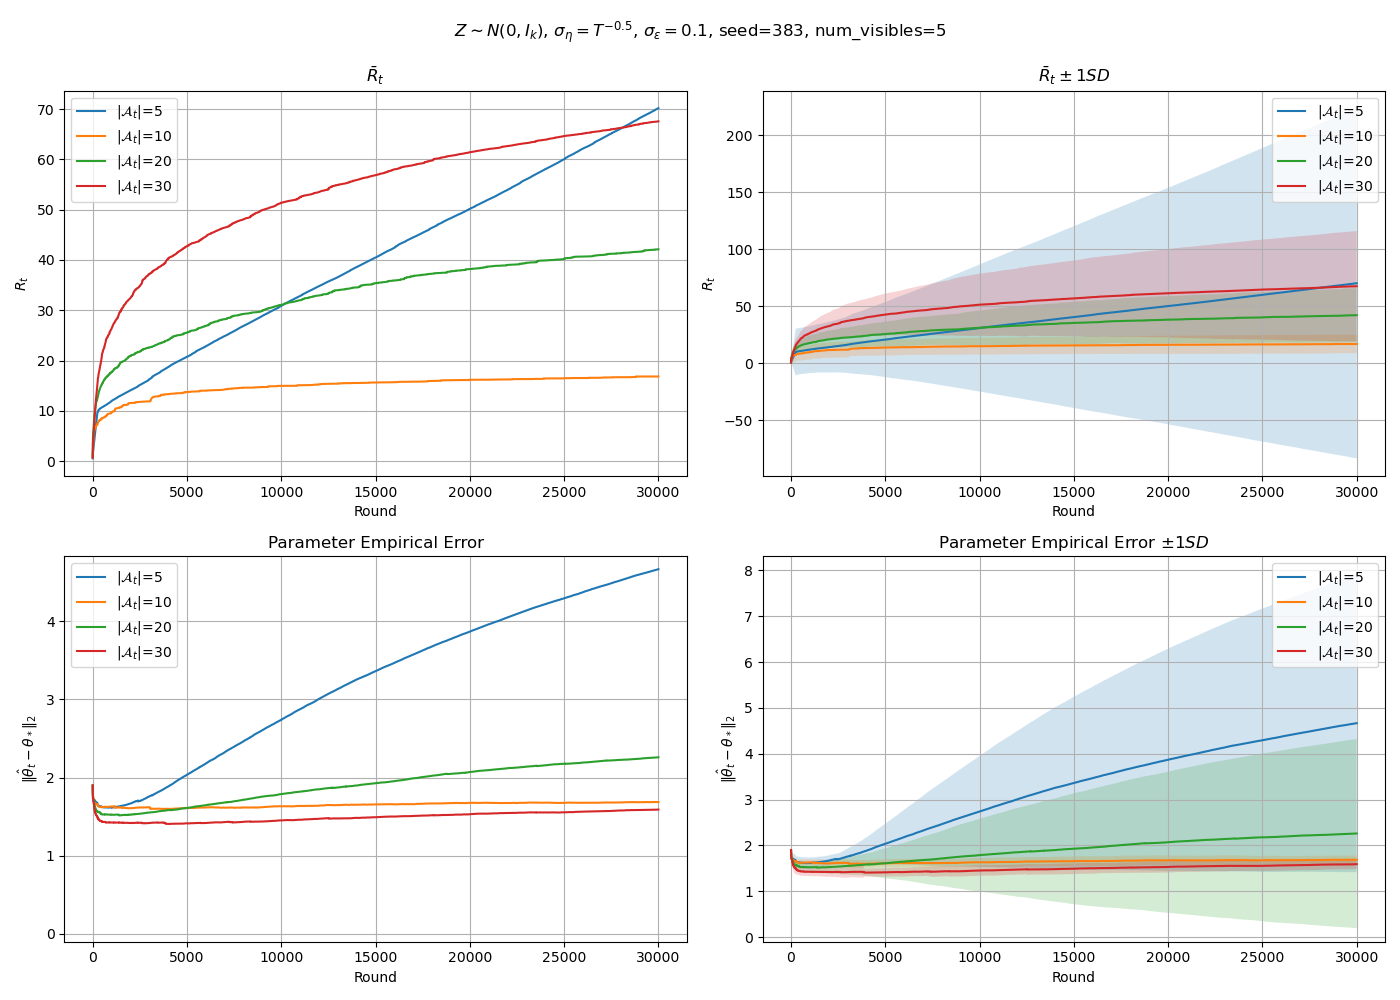 Z ∼ N(0, I_k), σ_η = T^{−0.5}, σ_ε = 0.1, seed=383, num_visibles=5
R̄_t
R_t
70
60
50
40
30
20
10
0
|𝒜_t|=5
|𝒜_t|=10
|𝒜_t|=20
|𝒜_t|=30
0 5000 10000 15000 20000 25000 30000
Round
R̄_t ± 1SD
R_t
200
150
100
50
0
−50
|𝒜_t|=5
|𝒜_t|=10
|𝒜_t|=20
|𝒜_t|=30
0 5000 10000 15000 20000 25000 30000
Round
Parameter Empirical Error
‖θ̂_t − θ_*‖_2
4
3
2
1
0
|𝒜_t|=5
|𝒜_t|=10
|𝒜_t|=20
|𝒜_t|=30
0 5000 10000 15000 20000 25000 30000
Round
Parameter Empirical Error ±1SD
‖θ̂_t − θ_*‖_2
8
7
6
5
4
3
2
1
0
|𝒜_t|=5
|𝒜_t|=10
|𝒜_t|=20
|𝒜_t|=30
0 5000 10000 15000 20000 25000 30000
Round